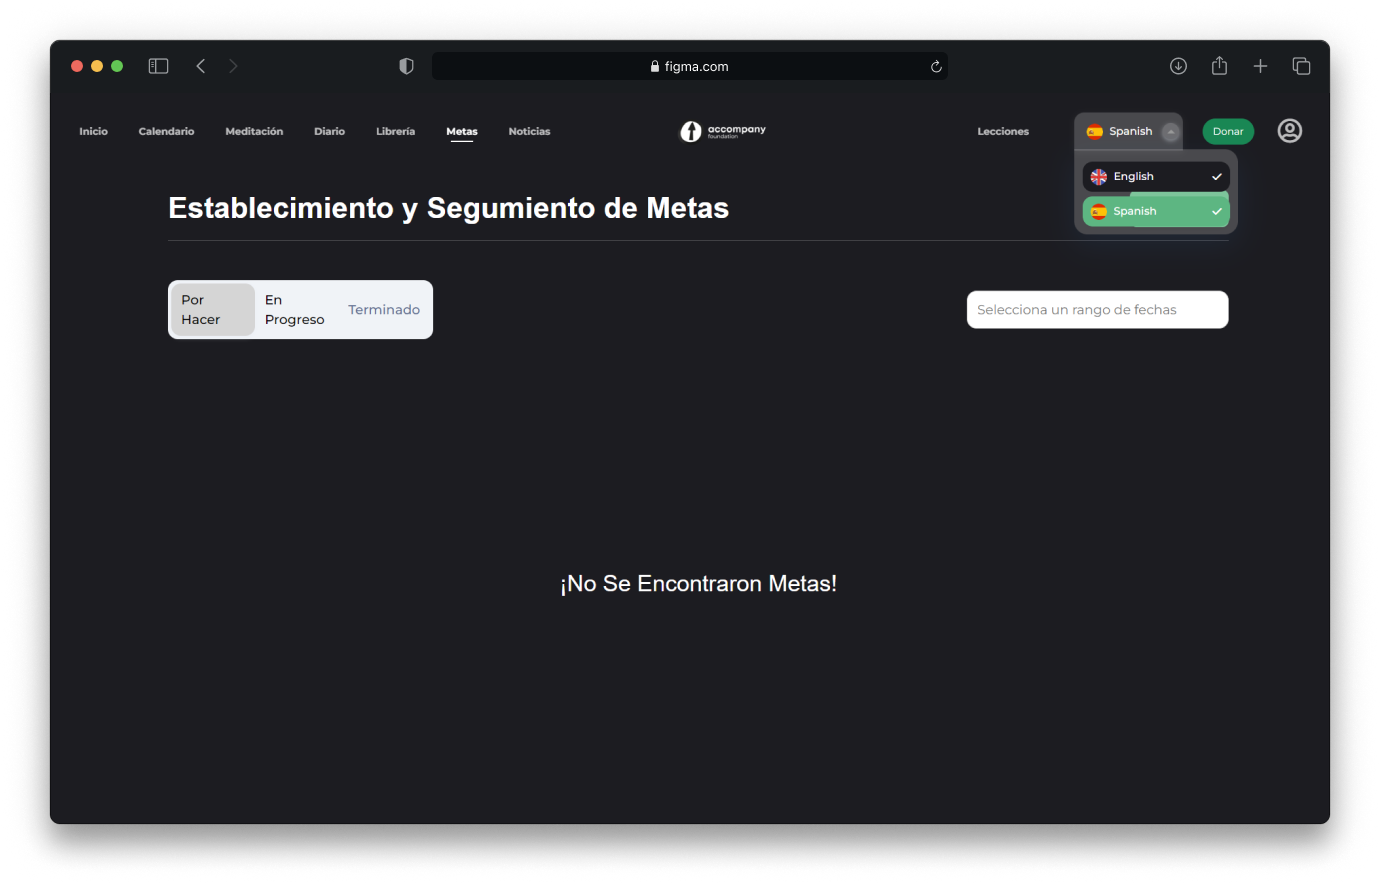 figma.com
Inicio
Calendario
Meditación
Diario
Librería
Metas
Noticias
accompany
foundation
Lecciones
Spanish
Donar
English
Spanish
Establecimiento y Segumiento de Metas
Por
Hacer
En
Progreso
Terminado
Selecciona un rango de fechas
¡No Se Encontraron Metas!